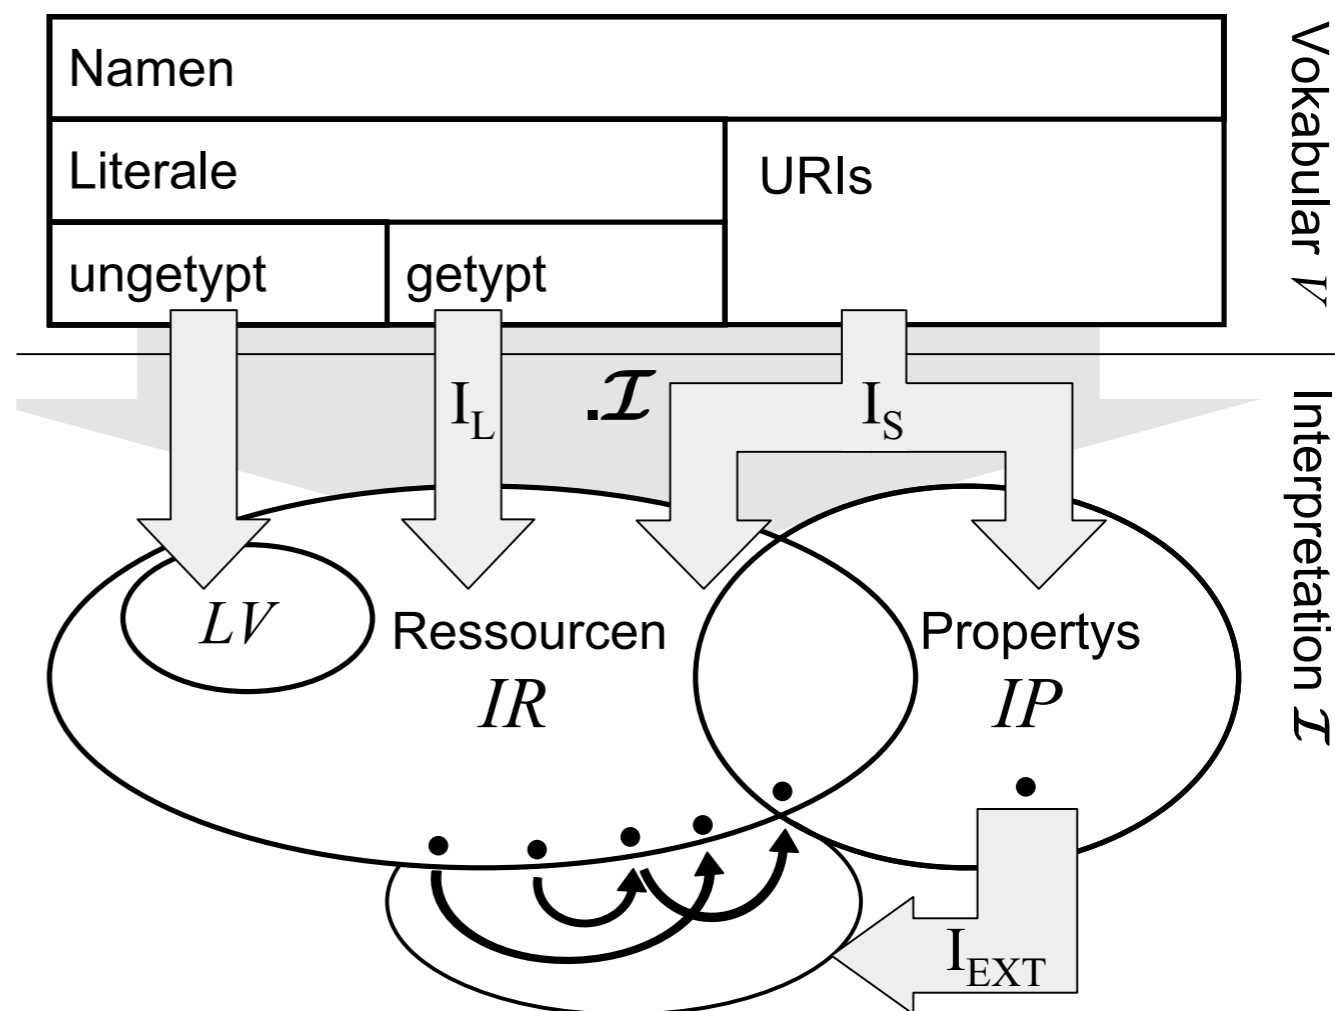 Namen
Literale
URIs
ungetypt
getypt
Vokabular V
I_L
.𝓘
I_S
Interpretation 𝓘
LV
Ressourcen
IR
Propertys
IP
I_EXT